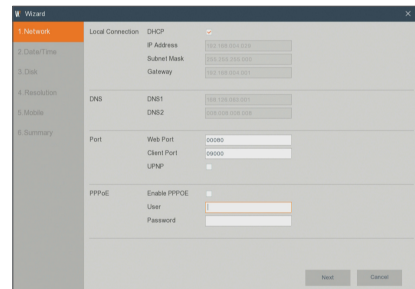 Wizard
1.Network
2.Date/Time
3.Disk
4.Resolution
5.Mobile
6.Summary
Local Connection DHCP
IP Address
Subnet Mask
Gateway
DNS DNS1
DNS2
Port Web Port 00080
Client Port 09000
UPNP
PPPoE Enable PPPOE
User
Password
Next Cancel